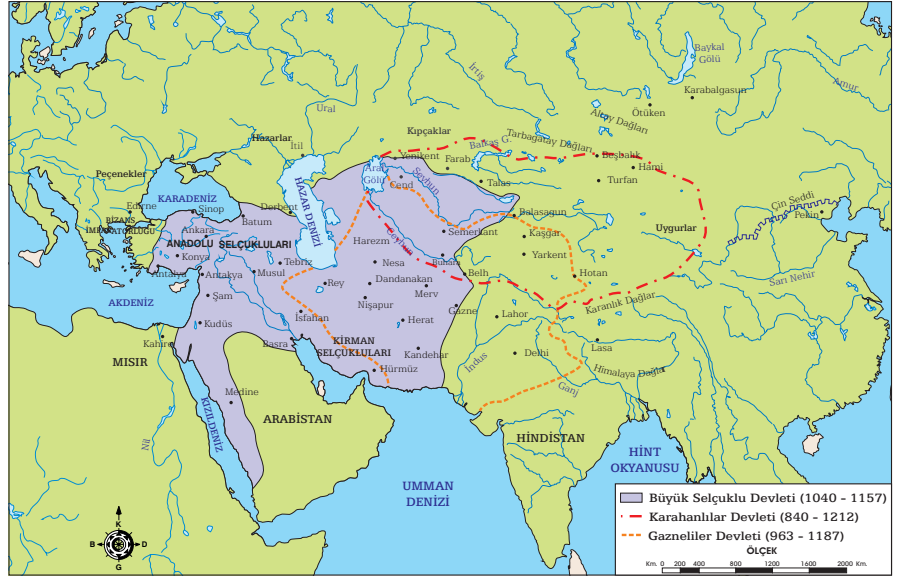 Baykal
Gölü
İrtiş
Karabalgasun
Amur
Ural
Ötüken
Altay Dağları
Kıpçaklar
Tarbagatay Dağları
Hazarlar
İtil
Balkaş G.
Yenikent
Farab
Beşbalık
Hami
Peçenekler
Aral
Gölü
Cend
Seyhun
Talas
Turfan
KARADENİZ
HAZAR DENİZİ
Çin Seddi
Edirne
Sinop
Derbent
Balasagun
Pekin
BİZANS
İMPARATORLUĞU
Batum
Ankara
ANADOLU SELÇUKLULARI
Harezm
Ceyhun
Semerkant
Kaşgar
Uygurlar
Konya
Tebriz
Nesa
Buhara
Yarkent
Antalya
Antakya
Musul
Rey
Dandanakan
Belh
Hotan
Sarı Nehir
AKDENİZ
Şam
Nişapur
Merv
Karanlık Dağlar
İsfahan
Gazne
Lahor
Kudüs
Herat
Kahire
Basra
KİRMAN
SELÇUKLULARI
Kandehar
Delhi
Lasa
MISIR
Hürmüz
İndus
Himalaya Dağla
Medine
Ganj
KIZILDENİZ
ARABİSTAN
Nil
HİNDİSTAN
HİNT
OKYANUSU
UMMAN
DENİZİ
Büyük Selçuklu Devleti (1040 - 1157)
Karahanlılar Devleti (840 - 1212)
Gazneliler Devleti (963 - 1187)
ÖLÇEK
Km. 0 200 400 800 1200 1600 2000 Km.
K
B D
G